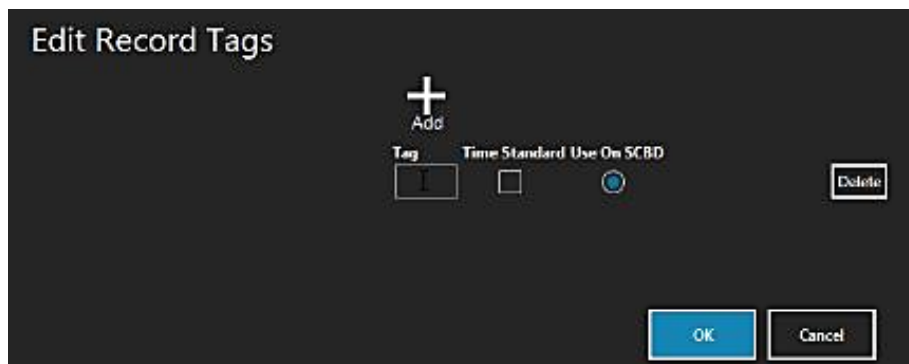 Edit Record Tags
Add
Tag Time Standard Use On SCBD
Delete
OK Cancel